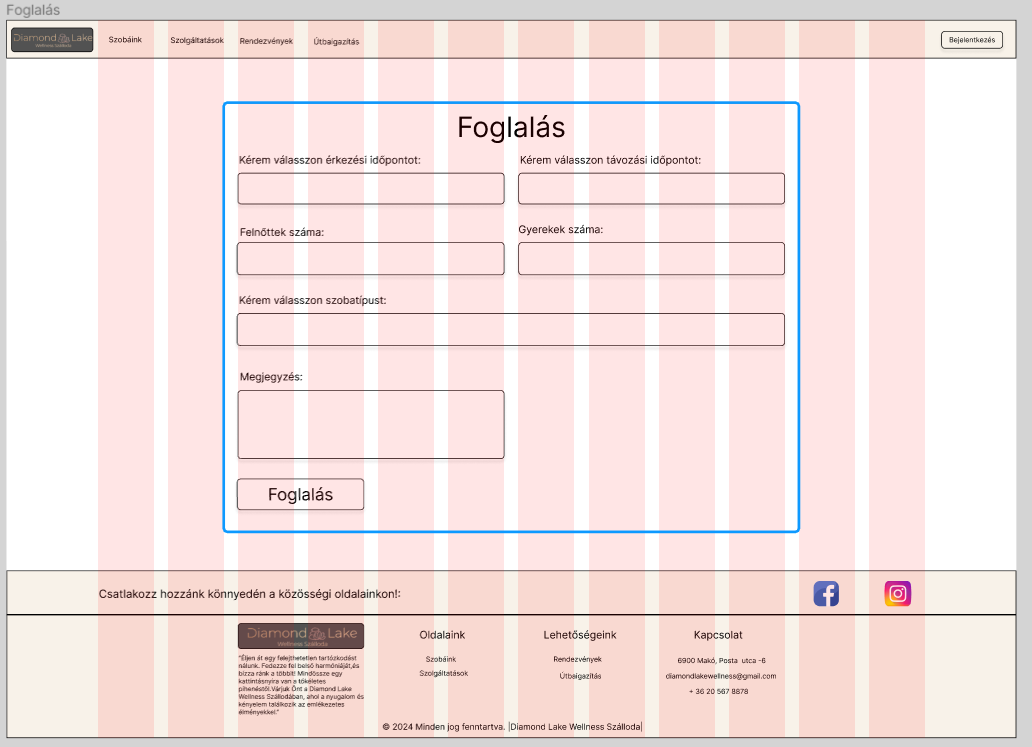 Foglalás
Diamond Lake
Wellness Szálloda
Szobáink
Szolgáltatások
Rendezvények
Útbaigazítás
Bejelentkezés
Foglalás
Kérem válasszon érkezési időpontot:
Kérem válasszon távozási időpontot:
Felnőttek száma:
Gyerekek száma:
Kérem válasszon szobatípust:
Megjegyzés:
Foglalás
Csatlakozz hozzánk könnyedén a közösségi oldalainkon!:
Diamond Lake
Wellness Szálloda
"Éljen át egy felejthetetlen tartózkodást
nálunk. Fedezze fel belső harmóniáját,és
bízza ránk a többit! Mindössze egy
kattintásnyira van a tökéletes
pihenéstől.Várjuk Önt a Diamond Lake
Wellness Szállodában, ahol a nyugalom és
kényelem találkozik az emlékezetes
élményekkel."
Oldalaink
Szobáink
Szolgáltatások
Lehetőségeink
Rendezvények
Útbaigazítás
Kapcsolat
6900 Makó, Posta utca -6
diamondlakewellness@gmail.com
+ 36 20 567 8878
© 2024 Minden jog fenntartva. |Diamond Lake Wellness Szálloda|